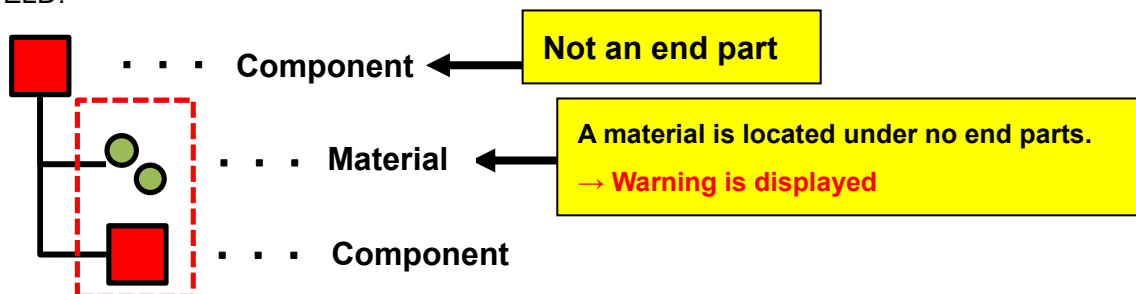 · · · Component
Not an end part
· · · Material
A material is located under no end parts.
→ Warning is displayed
· · · Component